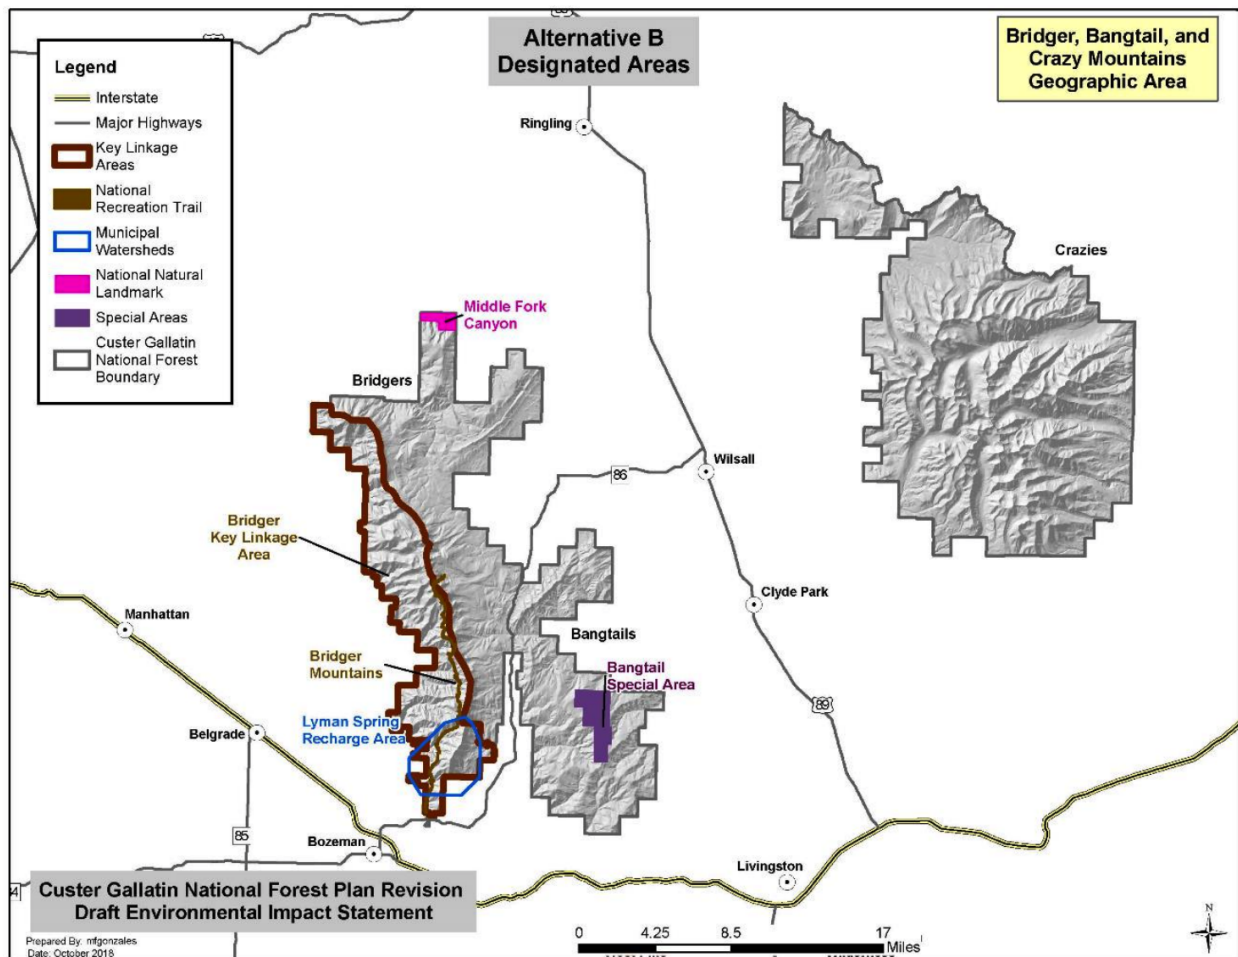 Alternative B
Designated Areas
Bridger, Bangtail, and
Crazy Mountains
Geographic Area
Legend
Interstate
Major Highways
Key Linkage
Areas
National
Recreation Trail
Municipal
Watersheds
National Natural
Landmark
Special Areas
Custer Gallatin
National Forest
Boundary
Ringling
Crazies
Middle Fork
Canyon
Bridgers
86
Wilsall
Bridger
Key Linkage
Area
Clyde Park
Manhattan
Bangtails
Bridger
Mountains
Bangtail
Special Area
89
Lyman Spring
Recharge Area
Belgrade
85
Bozeman
Livingston
Custer Gallatin National Forest Plan Revision
Draft Environmental Impact Statement
Prepared By: mfgonzales
Date: October 2018
0 4.25 8.5 17
Miles
N